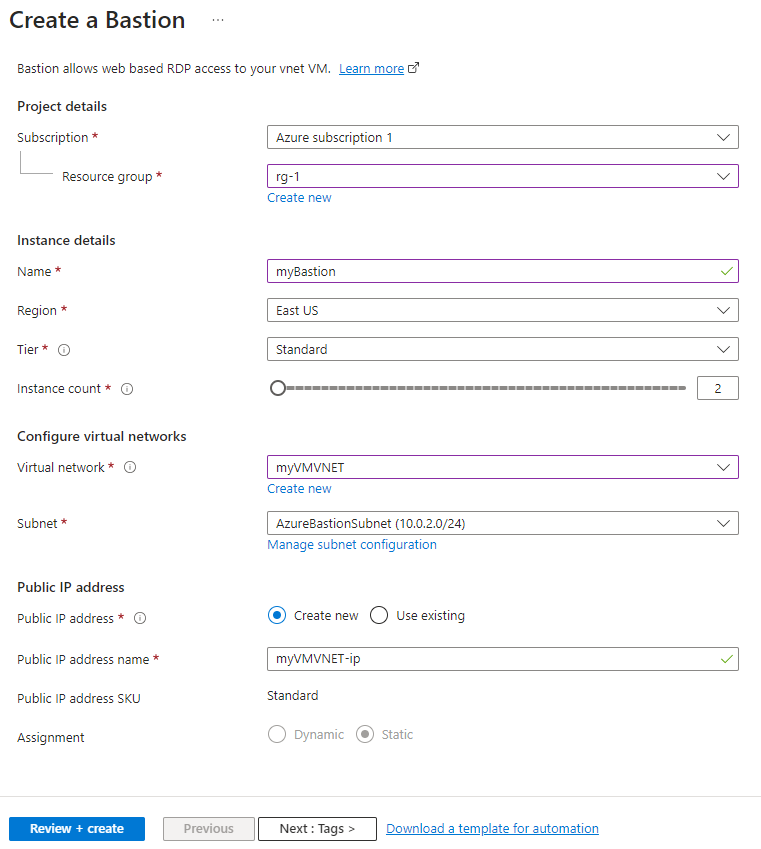 Create a Bastion ...
Bastion allows web based RDP access to your vnet VM. Learn more
Project details
Subscription * Azure subscription 1
Resource group * rg-1
Create new
Instance details
Name * myBastion
Region * East US
Tier * Standard
Instance count * 2
Configure virtual networks
Virtual network * myVMVNET
Create new
Subnet * AzureBastionSubnet (10.0.2.0/24)
Manage subnet configuration
Public IP address
Public IP address * Create new Use existing
Public IP address name * myVMVNET-ip
Public IP address SKU Standard
Assignment Dynamic Static
Review + create Previous Next : Tags > Download a template for automation